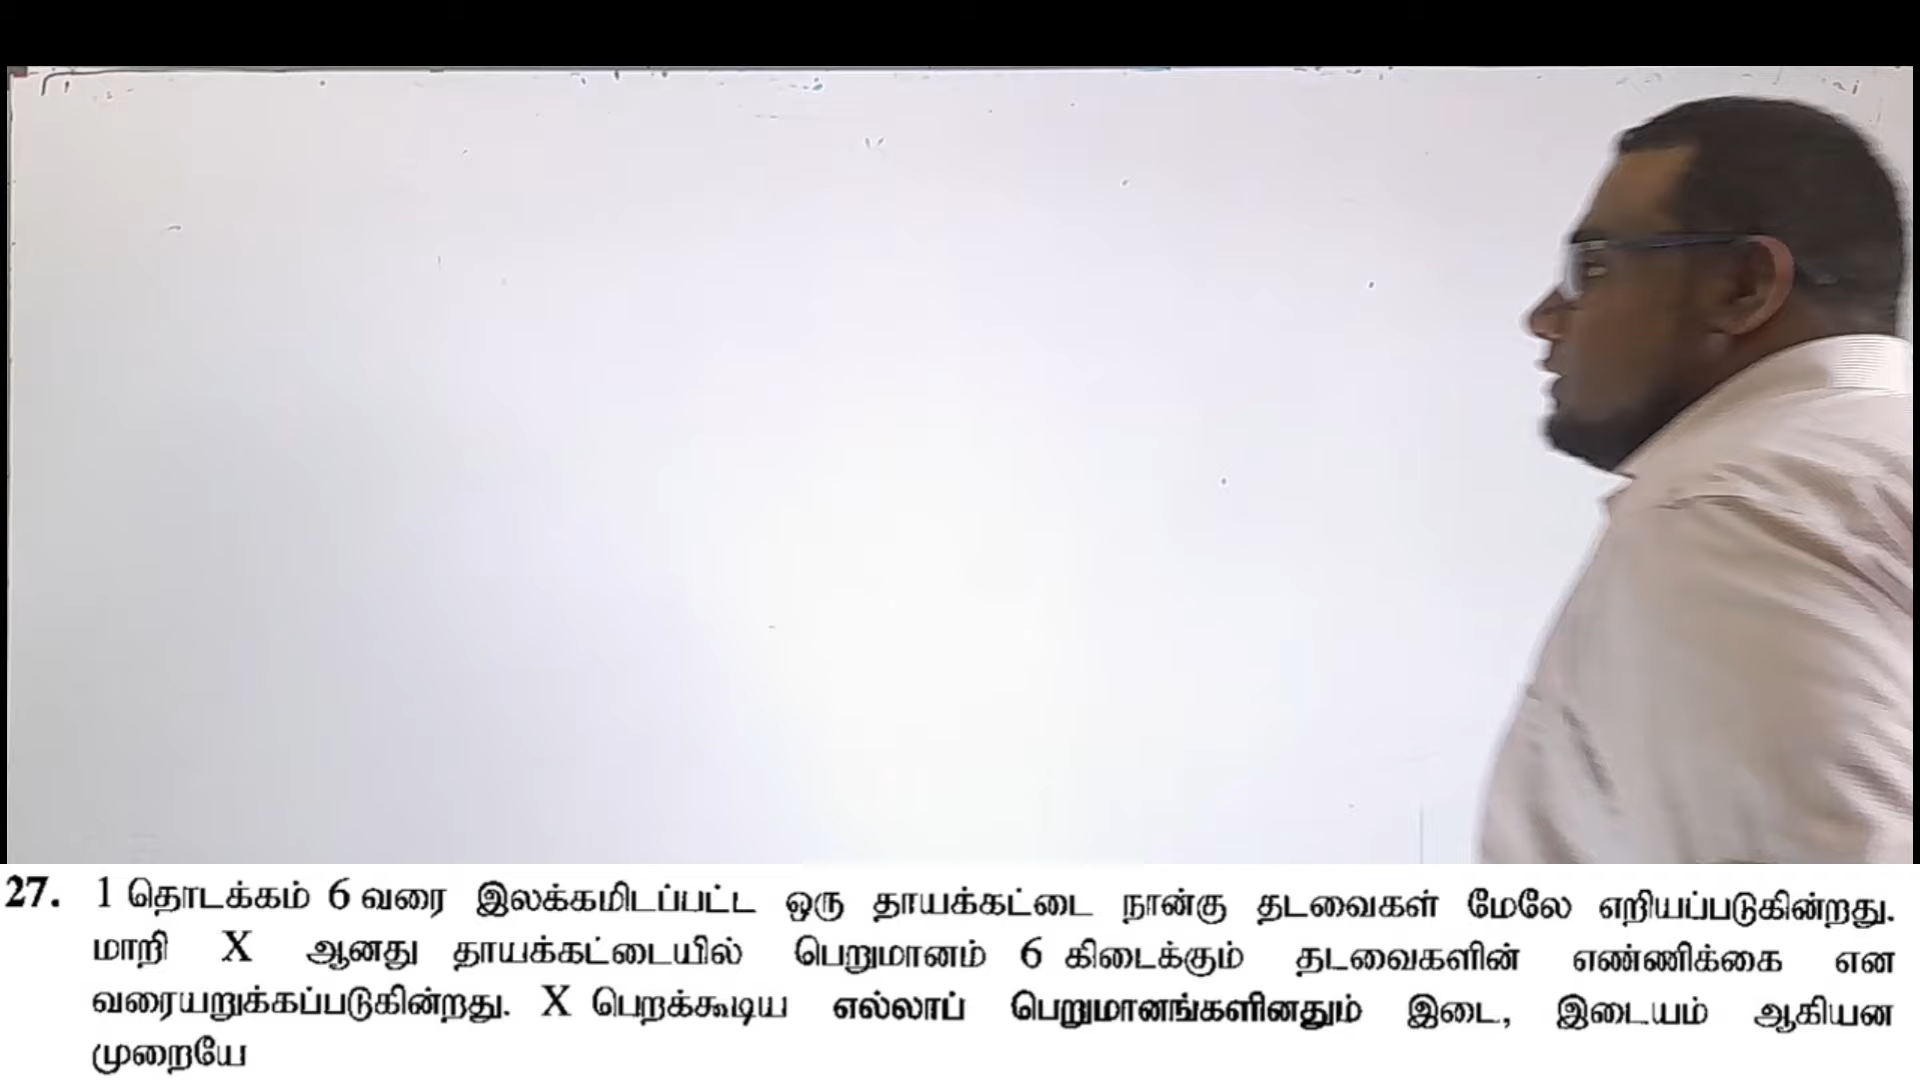 27. 1 தொடக்கம் 6 வரை இலக்கமிடப்பட்ட ஒரு தாயக்கட்டை நான்கு தடவைகள் மேலே எறியப்படுகின்றது.
மாறி X ஆனது தாயக்கட்டையில் பெறுமானம் 6 கிடைக்கும் தடவைகளின் எண்ணிக்கை என
வரையறுக்கப்படுகின்றது. X பெறக்கூடிய எல்லாப் பெறுமானங்களினதும் இடை, இடையம் ஆகியன
முறையே